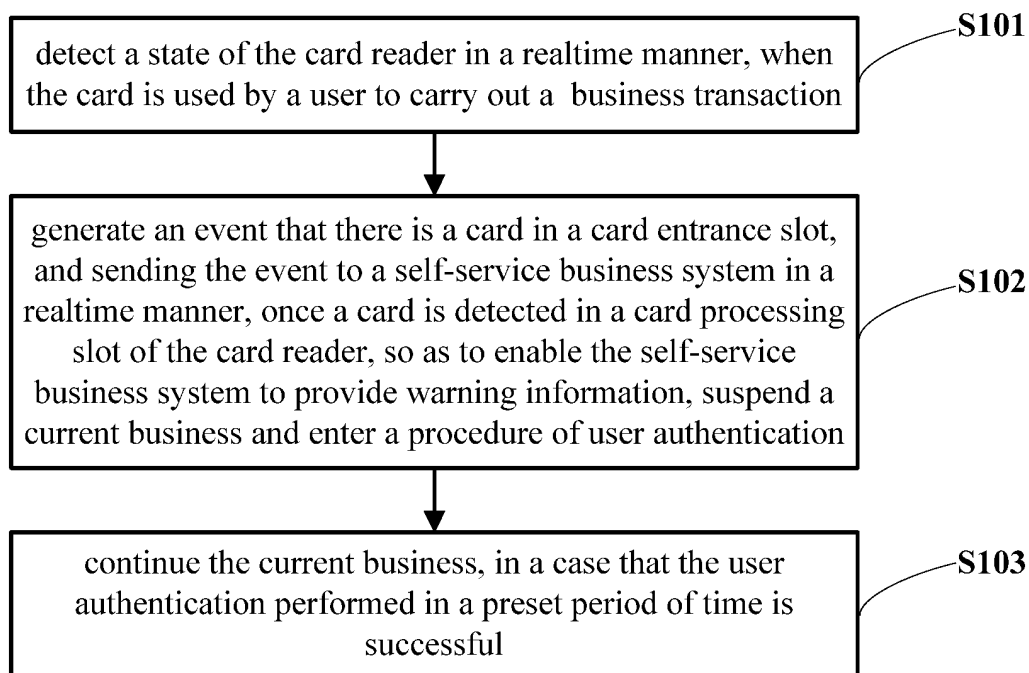 S101
detect a state of the card reader in a realtime manner, when
the card is used by a user to carry out a business transaction
generate an event that there is a card in a card entrance slot,
and sending the event to a self-service business system in a
realtime manner, once a card is detected in a card processing
slot of the card reader, so as to enable the self-service
business system to provide warning information, suspend a
current business and enter a procedure of user authentication
S102
continue the current business, in a case that the user
authentication performed in a preset period of time is
successful
S103